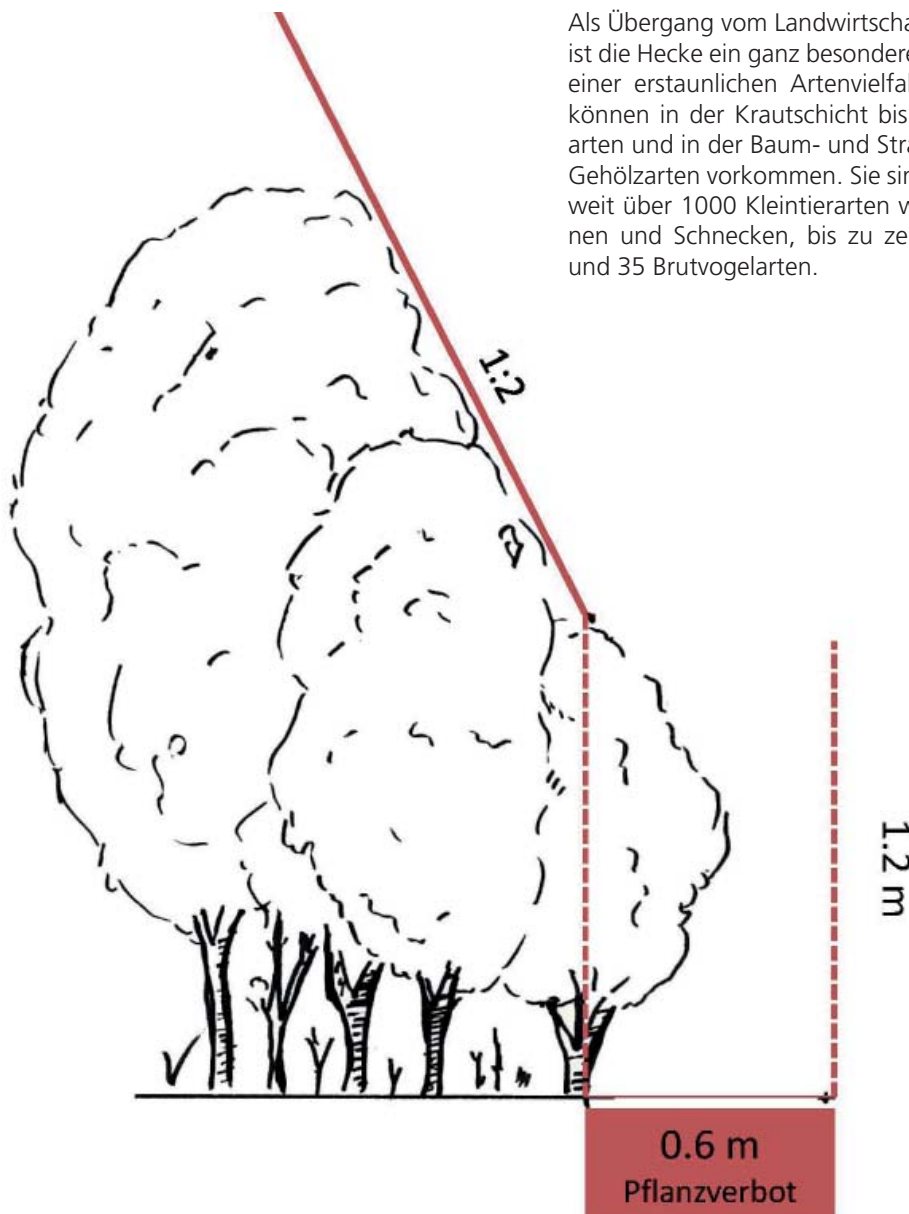 Als Übergang vom Landwirtscha
ist die Hecke ein ganz besondere
einer erstaunlichen Artenvielfal
können in der Krautschicht bis
arten und in der Baum- und Stra
Gehölzarten vorkommen. Sie sin
weit über 1000 Kleintierarten w
nen und Schnecken, bis zu ze
und 35 Brutvogelarten.
1:2
1.2 m
0.6 m
Pflanzverbot